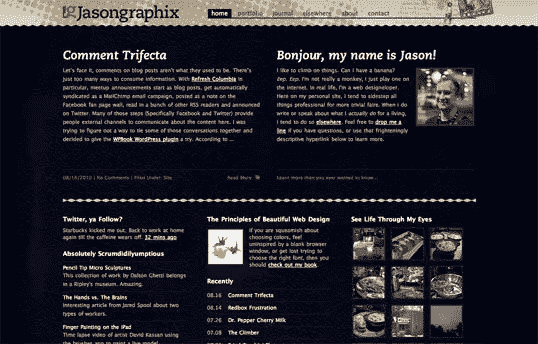 Jasongraphix
home portfolio journal elsewhere about contact
Comment Trifecta
Let's face it, comments on blog posts aren't what they used to be. There's
just too many ways to consume information. With Refresh Columbia in
particular, meetup announcements start as blog posts, get automatically
syndicated as a MailChimp email campaign, posted as a note on the
Facebook fan page wall, read in a bunch of other RSS readers and announced
on Twitter. Many of those steps (Specifically Facebook and Twitter) provide
people external channels to communicate about the content here. I was
trying to figure out a way to tie some of those conversations together and
decided to give the WPBook WordPress plugin a try. According to ...
08/16/2010 | No Comments | Filed Under: Site
Read More
Bonjour, my name is Jason!
I like to climb on things. Can I have a banana?
Eep. Eep. I'm not really a monkey, I just play one on
the internet. In real life, I'm a web designeloper.
Here on my personal site, I tend to sidestep all
things professional for more trivial faire. When I do
write or speak about what I actually do for a living,
I tend to do so elsewhere. Feel free to drop me a
line if you have questions, or use that frighteningly
descriptive hyperlink below to learn more.
Learn more than you ever wanted to know
Twitter, ya Follow?
Starbucks kicked me out. Back to work at home
again till the caffeine wears off. 32 mins ago
Absolutely Scrumdidilyumptious
Pencil Tip Micro Sculptures
This collection of work by Dalton Ghetti belongs
in a Ripley's museum. Amazing.
The Hands vs. The Brains
Interesting article from Jared Spool about two
types of workers.
Finger Painting on the iPad
Time lapse video of artist David Kassan using
The Principles of Beautiful Web Design
If you are squeamish about
choosing colors, feel
uninspired by a blank browser
window, or get lost trying to
choose the right font, then you
should check out my book.
Recently
08.16 Comment Trifecta
08.14 Redbox Frustration
07.26 Dr. Pepper Cherry Milk
07.08 The Climber
See Life Through My Eyes